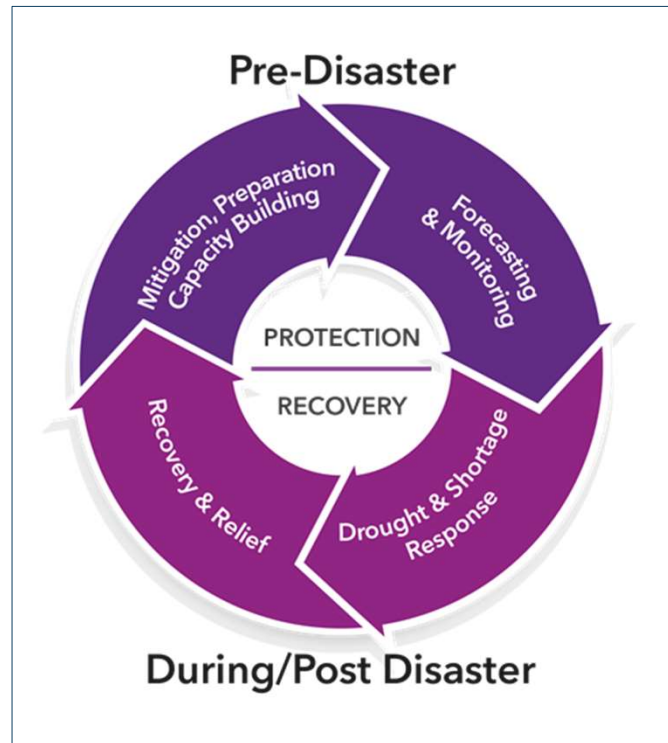 Pre-Disaster
Mitigation, Preparation
Capacity Building
Forecasting
& Monitoring
PROTECTION
RECOVERY
Recovery & Relief
Drought & Shortage
Response
During/Post Disaster